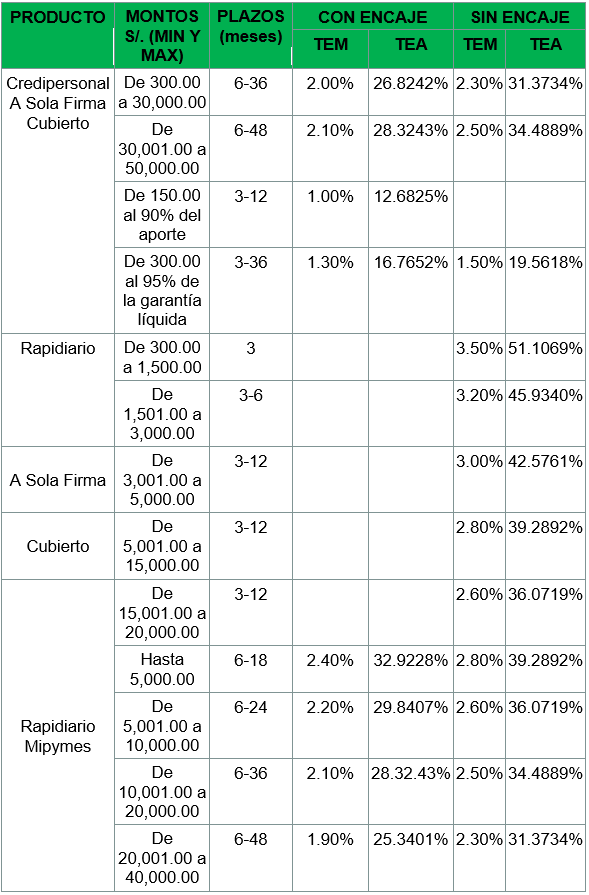 PRODUCTO MONTOS S/. (MIN Y MAX) PLAZOS (meses) CON ENCAJE SIN ENCAJE
TEM TEA TEM TEA
Credipersonal
A Sola Firma
Cubierto
De 300.00
a 30,000.00
6-36 2.00% 26.8242% 2.30% 31.3734%
De
30,001.00 a
50,000.00
6-48 2.10% 28.3243% 2.50% 34.4889%
De 150.00
al 90% del
aporte
3-12 1.00% 12.6825%
De 300.00
al 95% de
la garantía
líquida
3-36 1.30% 16.7652% 1.50% 19.5618%
Rapidiario
De 300.00
a 1,500.00
3 3.50% 51.1069%
De
1,501.00 a
3,000.00
3-6 3.20% 45.9340%
A Sola Firma
De
3,001.00 a
5,000.00
3-12 3.00% 42.5761%
Cubierto
De
5,001.00 a
15,000.00
3-12 2.80% 39.2892%
Rapidiario
Mipymes
De
15,001.00 a
20,000.00
3-12 2.60% 36.0719%
Hasta
5,000.00
6-18 2.40% 32.9228% 2.80% 39.2892%
De
5,001.00 a
10,000.00
6-24 2.20% 29.8407% 2.60% 36.0719%
De
10,001.00 a
20,000.00
6-36 2.10% 28.32.43% 2.50% 34.4889%
De
20,001.00 a
40,000.00
6-48 1.90% 25.3401% 2.30% 31.3734%